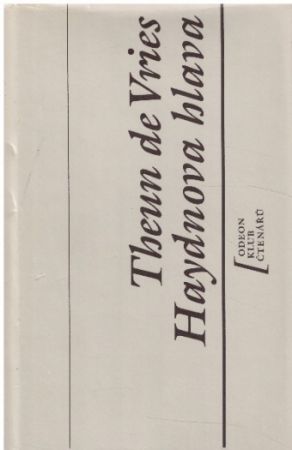 Theun de Vries
Haydnova hlava
ODEON
KLUB
ČTENÁŘŮ